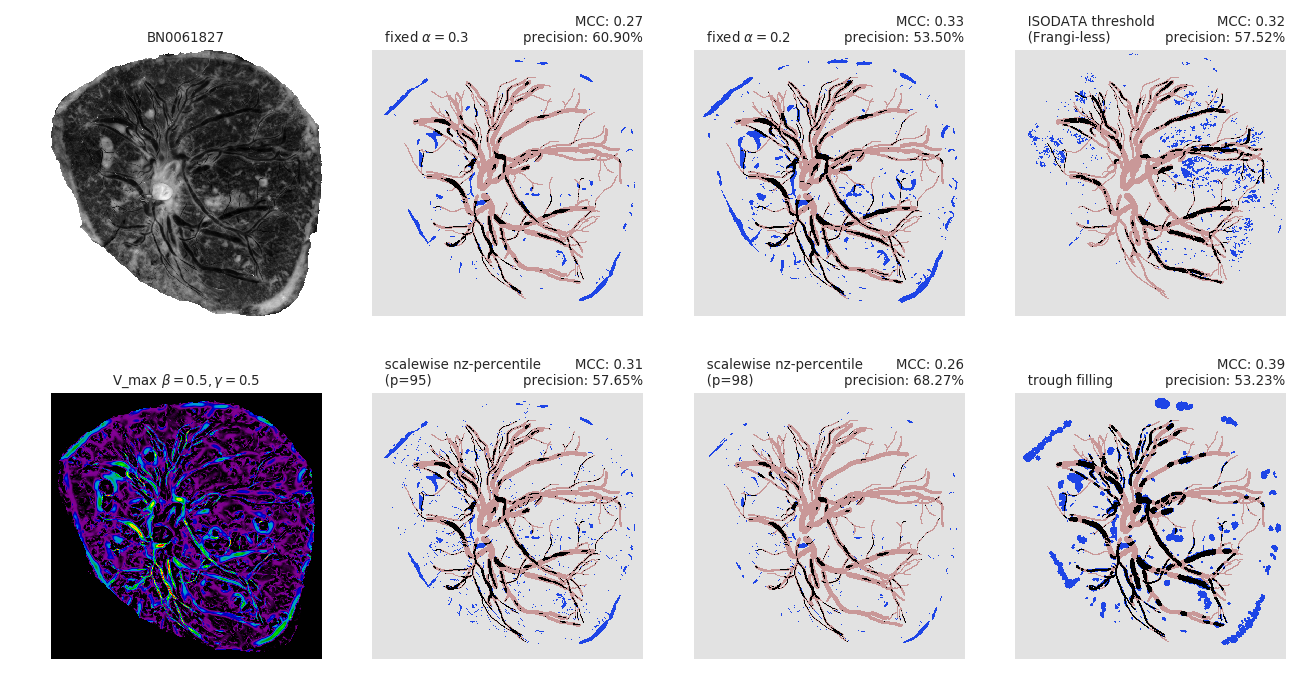 BN0061827
fixed α = 0.3
MCC: 0.27
precision: 60.90%
fixed α = 0.2
MCC: 0.33
precision: 53.50%
ISODATA threshold
(Frangi-less)
MCC: 0.32
precision: 57.52%
V_max β = 0.5, γ = 0.5
scalewise nz-percentile
(p=95)
MCC: 0.31
precision: 57.65%
scalewise nz-percentile
(p=98)
MCC: 0.26
precision: 68.27%
trough filling
MCC: 0.39
precision: 53.23%